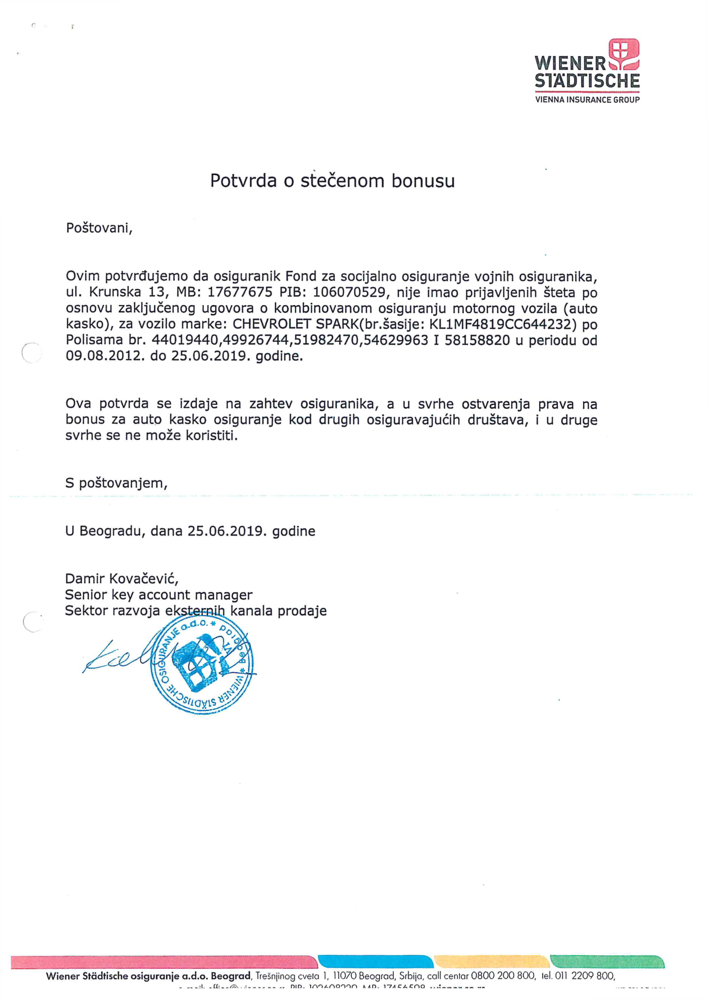 WIENER
STÄDTISCHE
VIENNA INSURANCE GROUP
Potvrda o stečenom bonusu
Poštovani,
Ovim potvrđujemo da osiguranik Fond za socijalno osiguranje vojnih osiguranika,
ul. Krunska 13, MB: 17677675 PIB: 106070529, nije imao prijavljenih šteta po
osnovu zaključenog ugovora o kombinovanom osiguranju motornog vozila (auto
kasko), za vozilo marke: CHEVROLET SPARK(br.šasije: KL1MF4819CC644232) po
Polisama br. 44019440,49926744,51982470,54629963 I 58158820 u periodu od
09.08.2012. do 25.06.2019. godine.
Ova potvrda se izdaje na zahtev osiguranika, a u svrhe ostvarenja prava na
bonus za auto kasko osiguranje kod drugih osiguravajućih društava, i u druge
svrhe se ne može koristiti.
S poštovanjem,
U Beogradu, dana 25.06.2019. godine
Damir Kovačević,
Senior key account manager
Sektor razvoja eksternih kanala prodaje
WIENER STÄDTISCHE OSIGURANJE a.d.o. * Beograd *
VI
Wiener Städtische osiguranje a.d.o. Beograd, Trešnjinog cveta 1, 11070 Beograd, Srbija, call centar 0800 200 800, tel. 011 2209 800,